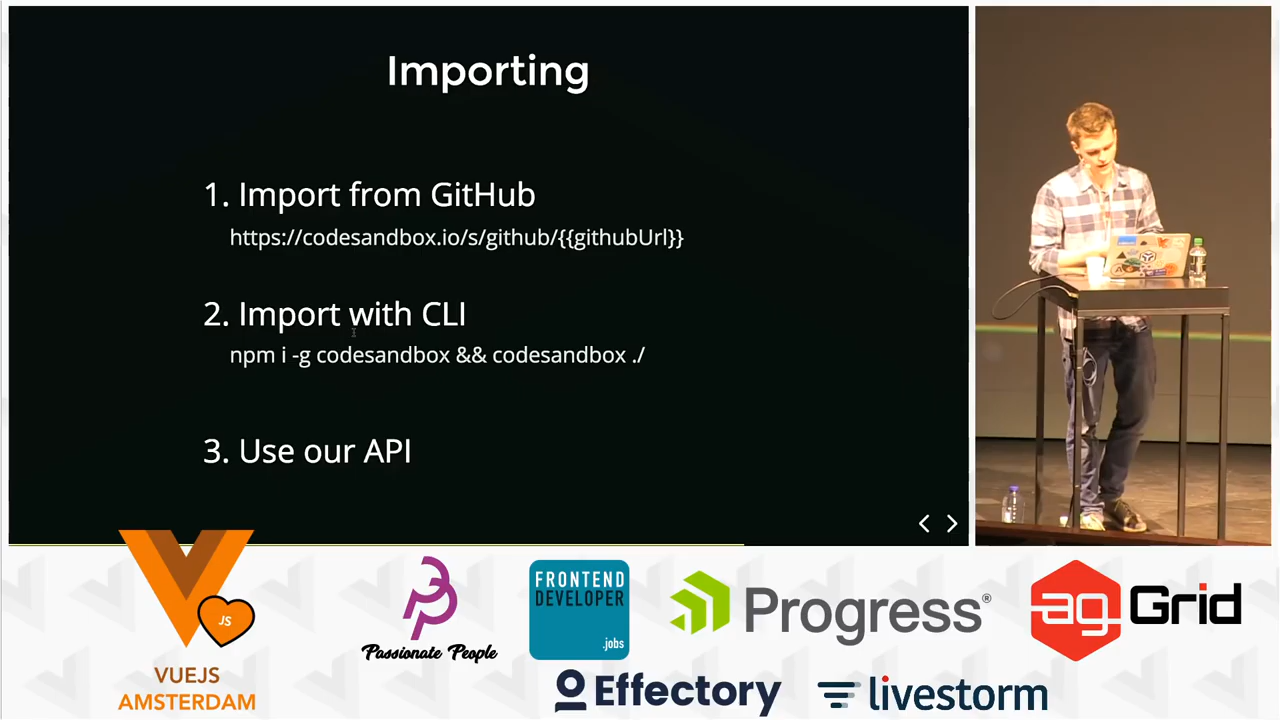 Importing
1. Import from GitHub
https://codesandbox.io/s/github/{{githubUrl}}
2. Import with CLI
npm i -g codesandbox && codesandbox ./
3. Use our API
JS
VUEJS
AMSTERDAM
Passionate People
FRONTEND
DEVELOPER
.jobs
Progress®
ag Grid
Effectory
livestorm